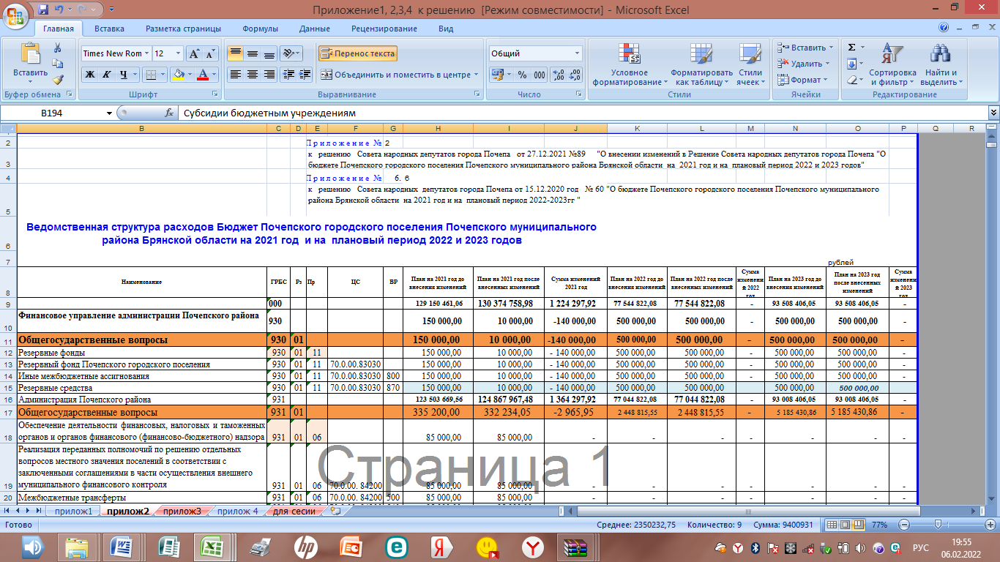 Приложение1, 2,3,4 к решению [Режим совместимости] - Microsoft Excel
Главная Вставка Разметка страницы Формулы Данные Рецензирование Вид
Вставить
Times New Rom 12
Ж К Ч
Перенос текста
Объединить и поместить в центре
Общий
% 000
Условное форматирование
Форматировать как таблицу
Стили ячеек
Вставить
Удалить
Формат
Сортировка и фильтр
Найти и выделить
Буфер обмена Шрифт Выравнивание Число Стили Ячейки Редактирование
B194 fx Субсидии бюджетным учреждениям
B C D E F G H I J K L M N O P Q R
2 Приложение № 2
3 к решению Совета народных депутатов города Почепа от 27.12.2021 №89 "О внесении изменений в Решение Совета народных депутатов города Почепа "О
бюджете Почепского городского поселения Почепского муниципального района Брянской области на 2021 год и на плановый период 2022 и 2023 годов"
4 Приложение № 6. 6
5 к решению Совета народных депутатов города Почепа от 15.12.2020 год № 60 "О бюджете Почепского городского поселения Почепского муниципального
района Брянской области на 2021 год и на плановый период 2022-2023гг "
6 Ведомственная структура расходов Бюджет Почепского городского поселения Почепского муниципального
района Брянской области на 2021 год и на плановый период 2022 и 2023 годов
7 рублей
8 Наименование ГРБС Рз Пр ЦС ВР План на 2021 год до внесения изменений План на 2021 год после внесенных изменений Сумма изменений 2021 год План на 2022 год до внесения изменений План на 2022 год после внесенных изменений Сумма изменени й 2022 год План на 2023 год до внесения изменений План на 2023 год после внесенных изменений Сумма изменени й 2023 год
9 000 129 150 461,06 130 374 758,98 1 224 297,92 77 544 822,08 77 544 822,08 - 93 508 406,05 93 508 406,05 -
10 Финансовое управление администрации Почепского района 930 150 000,00 10 000,00 -140 000,00 500 000,00 500 000,00 - 500 000,00 500 000,00 -
11 Общегосударственные вопросы 930 01 150 000,00 10 000,00 -140 000,00 500 000,00 500 000,00 - 500 000,00 500 000,00 -
12 Резервные фонды 930 01 11 150 000,00 10 000,00 - 140 000,00 500 000,00 500 000,00 - 500 000,00 500 000,00 -
13 Резервный фонд Почепского городского поселения 930 01 11 70.0.00.83030 150 000,00 10 000,00 - 140 000,00 500 000,00 500 000,00 - 500 000,00 500 000,00 -
14 Иные межбюджетные ассигнования 930 01 11 70.0.00.83030 800 150 000,00 10 000,00 - 140 000,00 500 000,00 500 000,00 - 500 000,00 500 000,00 -
15 Резервные средства 930 01 11 70.0.00.83030 870 150 000,00 10 000,00 - 140 000,00 500 000,00 500 000,00 - 500 000,00 500 000,00 -
16 Администрация Почепского района 931 123 503 669,56 124 867 967,48 1 364 297,92 77 044 822,08 77 044 822,08 - 93 008 406,05 93 008 406,05 -
17 Общегосударственные вопросы 931 01 335 200,00 332 234,05 -2 965,95 2 448 815,55 2 448 815,55 - 5 185 430,86 5 185 430,86 -
18 Обеспечение деятельности финансовых, налоговых и таможенных
органов и органов финансового (финансово-бюджетного) надзора 931 01 06 85 000,00 85 000,00 - - - - - - -
19 Реализация переданных полномочий по решению отдельных
вопросов местного значения поселений в соответствии с
заключенными соглашениями в части осуществления внешнего
муниципального финансового контроля 931 01 06 70.0.00. 84200 85 000,00 85 000,00 - - - - - - -
20 Межбюджетные трансферты 931 01 06 70.0.00. 84200 500 85 000,00 85 000,00 - - - - - - -
Страница 1
прилож1 прилож2 прилож3 прилож 4 для сесии
Готово Среднее: 2350232,75 Количество: 9 Сумма: 9400931 77%
РУС 19:55
06.02.2022